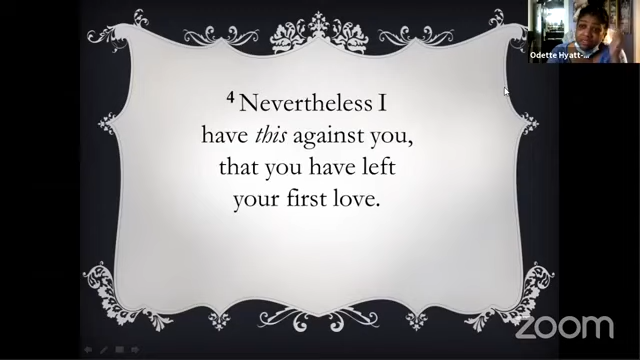 Odette Hyatt-...
4 Nevertheless I
have this against you,
that you have left
your first love.
zoom